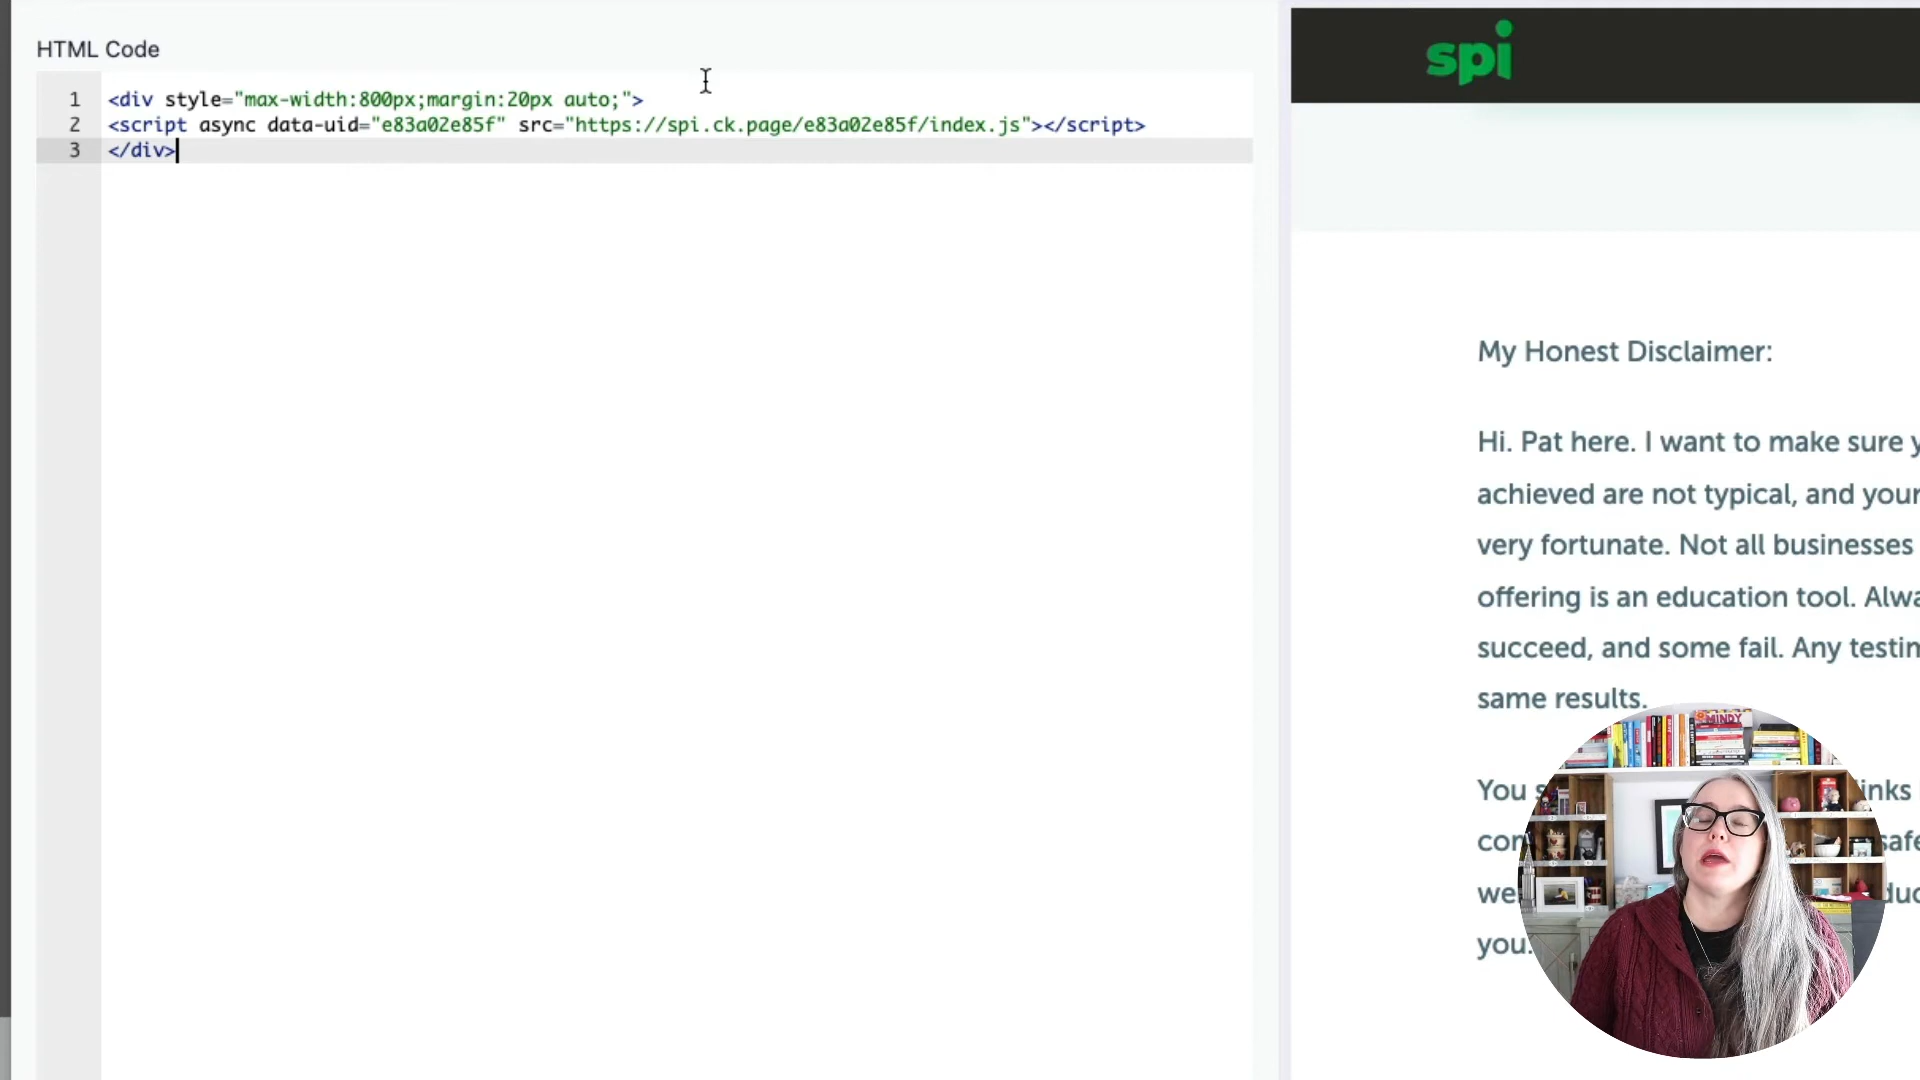 HTML Code
1 <div style="max-width:800px;margin:20px auto;">
2 <script async data-uid="e83a02e85f" src="https://spi.ck.page/e83a02e85f/index.js"></script>
3 </div>
spi
My Honest Disclaimer:
Hi. Pat here. I want to make sure
achieved are not typical, and your
very fortunate. Not all businesses
offering is an education tool.
succeed, and some fail. Any
same results.
You
you.
MINDY